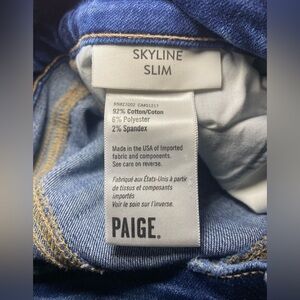 SKYLINE
SLIM
92% Cotton/Coton
6% Polyester
2% Spandex
Made in the USA of Imported
fabric and components.
See care on reverse.
Fabriqué aux États-Unis à partir
de tissus et composants
importés
Voir le soin sur l'inverse.
PAIGE.